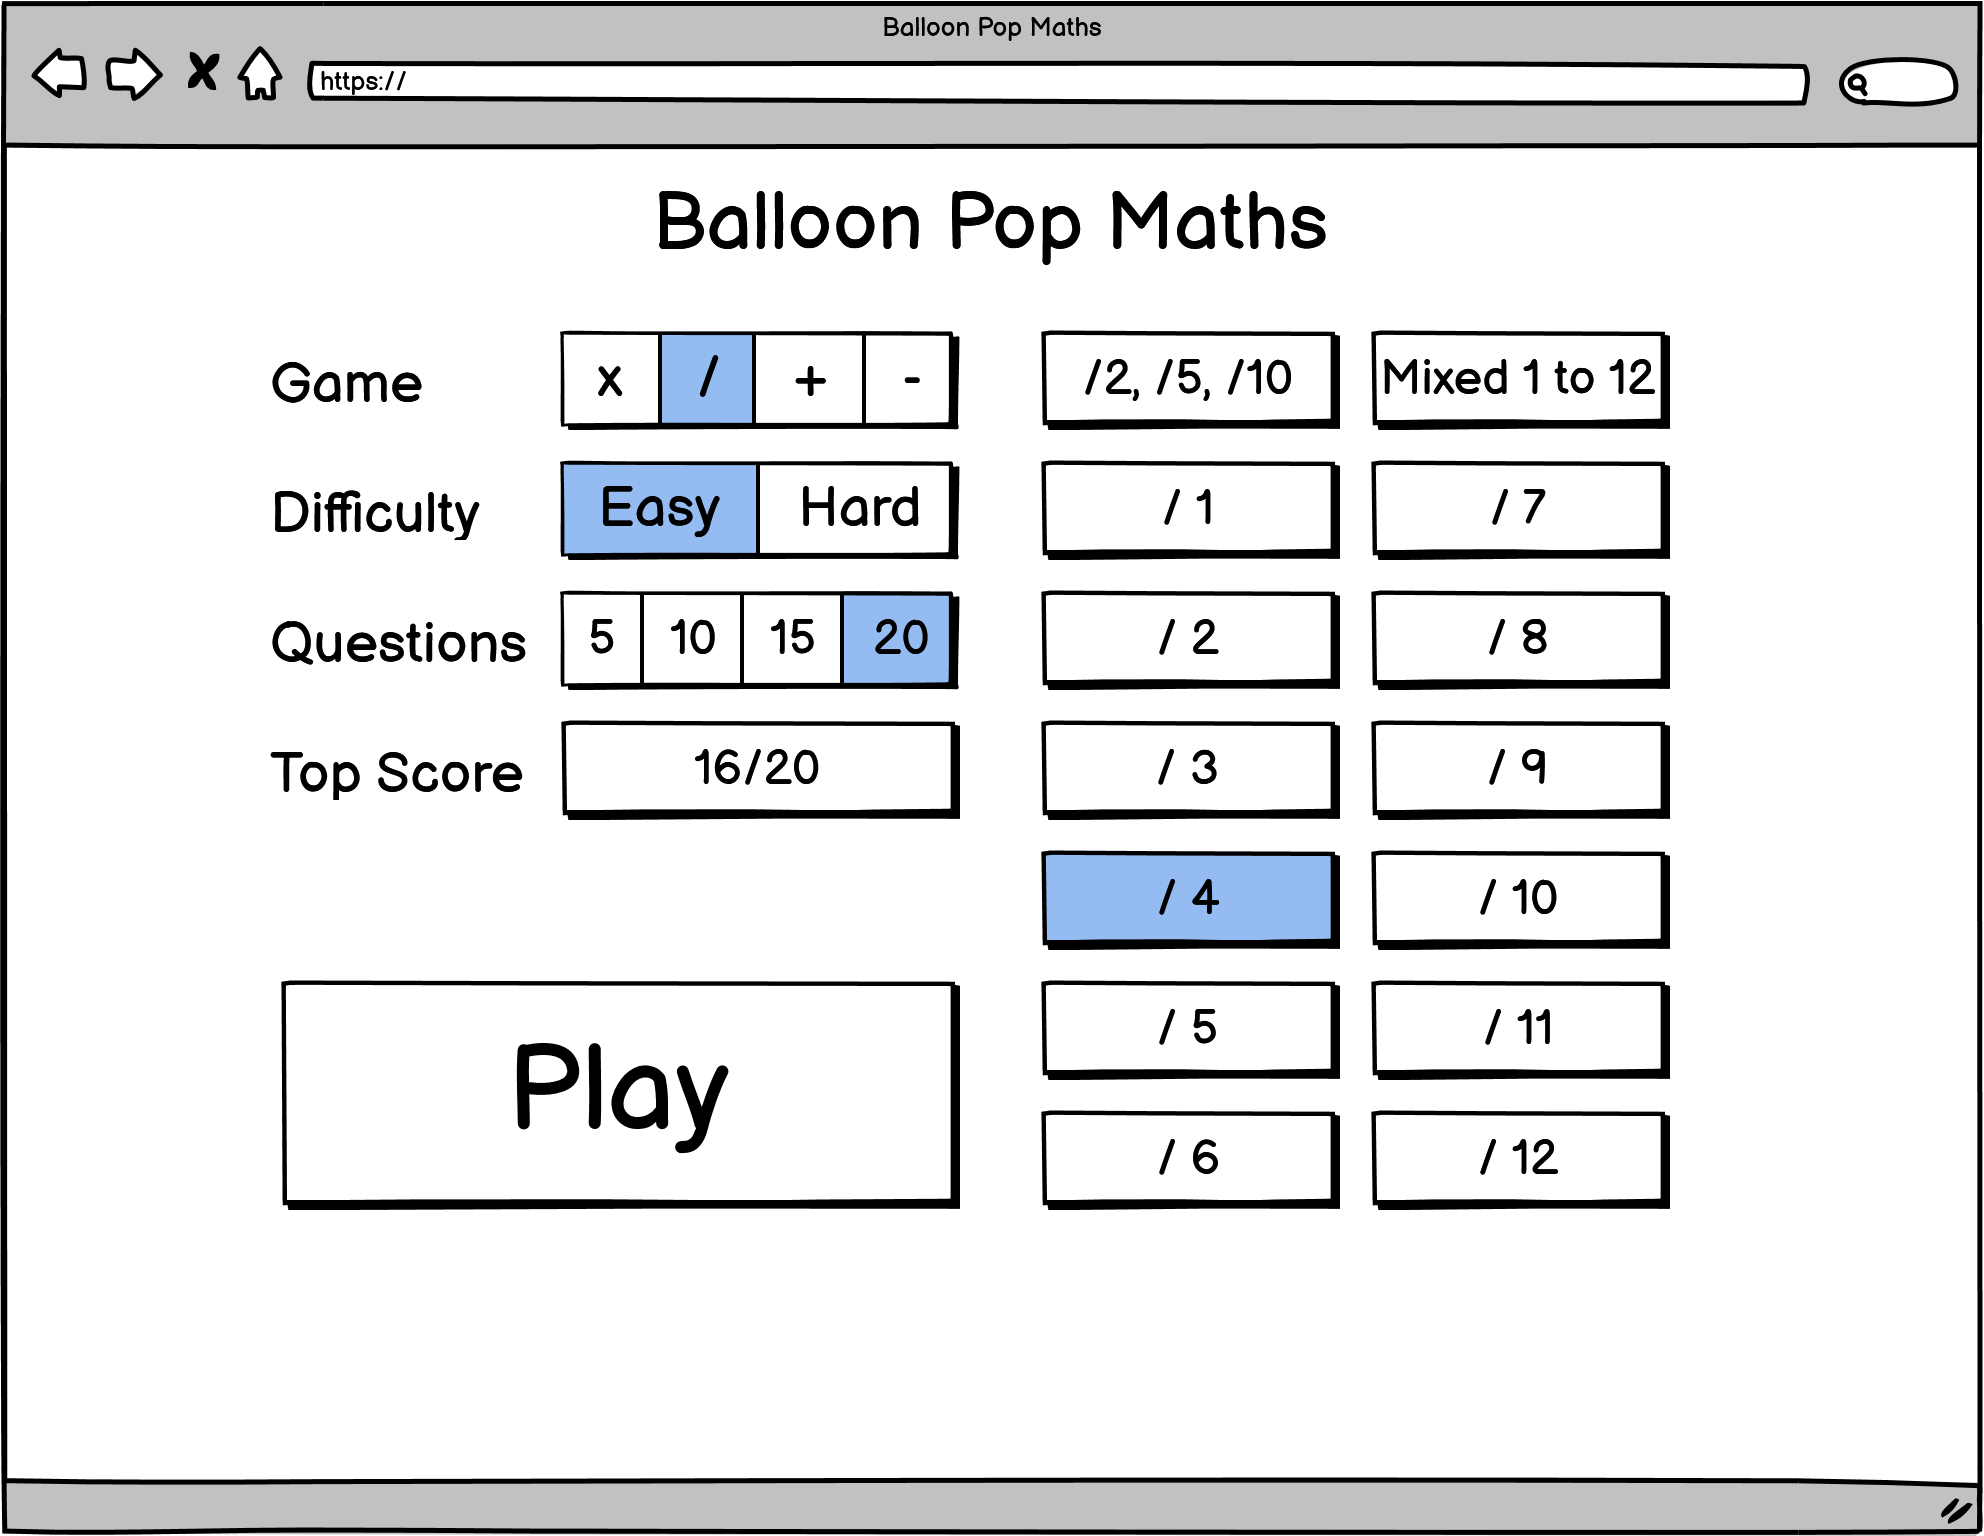 Balloon Pop Maths
https://
Balloon Pop Maths
Game
x / + -
/2, /5, /10
Mixed 1 to 12
Difficulty
Easy Hard
/ 1
/ 7
Questions
5 10 15 20
/ 2
/ 8
Top Score
16/20
/ 3
/ 9
/ 4
/ 10
Play
/ 5
/ 11
/ 6
/ 12